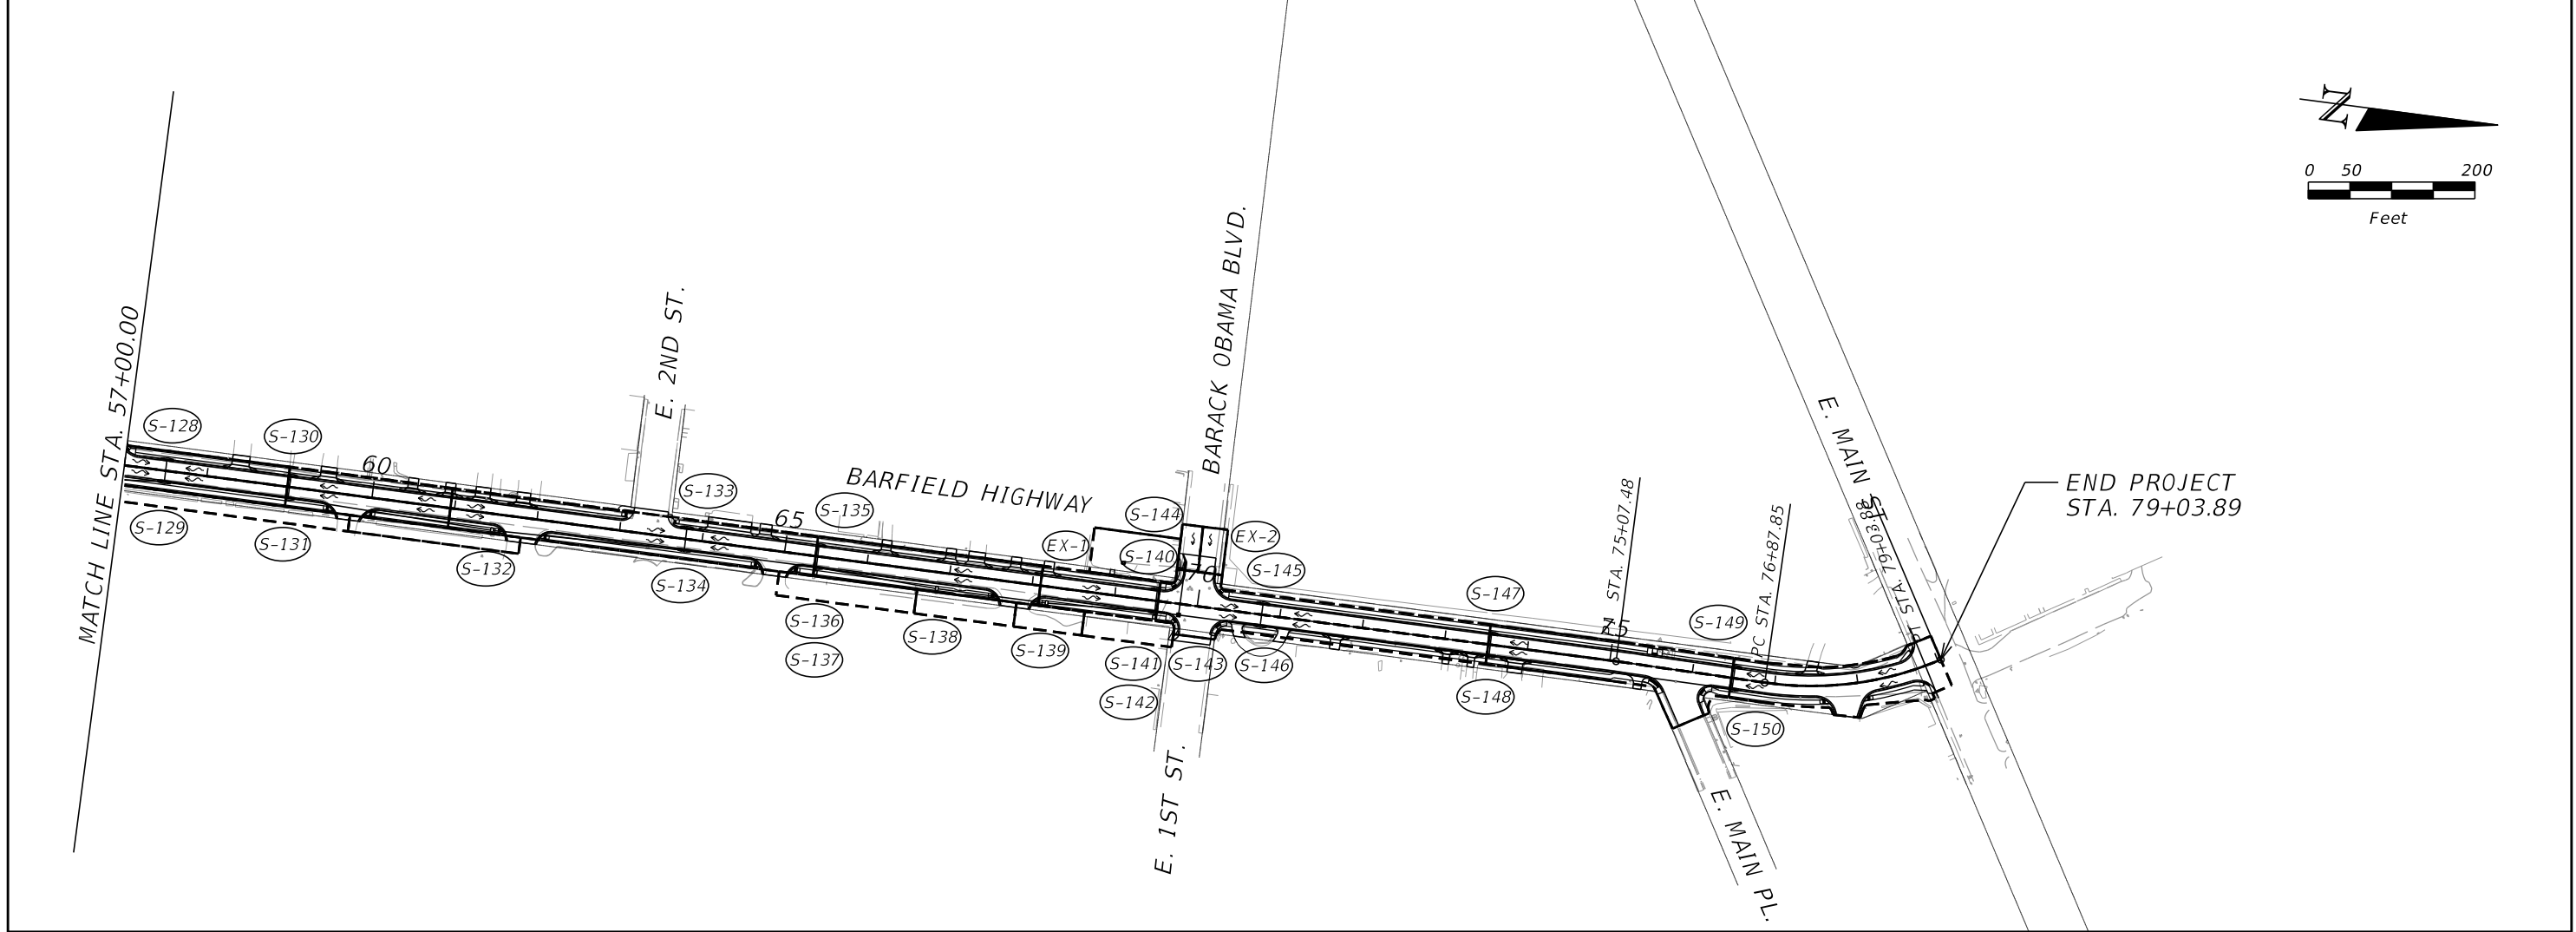 MATCH LINE STA. 57+00.00
S-128
S-130
60
S-129
S-131
S-132
E. 2ND ST.
S-133
S-134
65
S-135
BARFIELD HIGHWAY
S-136
S-137
S-138
S-139
EX-1
S-144
S-140
EX-2
S-145
70
S-141
S-142
S-143
S-146
BARACK OBAMA BLVD.
E. 1ST ST.
S-147
S-148
STA. 75+07.48
75
S-149
PC STA. 76+87.85
S-150
E. MAIN ST
STA. 79+03.88
E. MAIN PL.
END PROJECT
STA. 79+03.89
N
0 50 200
Feet